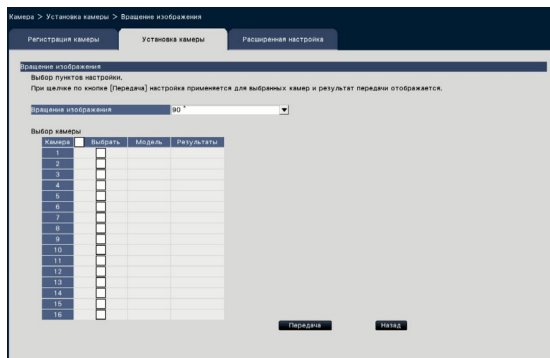 Камера > Установка камеры > Вращение изображения
Регистрация камеры Установка камеры Расширенная настройка
Вращение изображения
Выбор пунктов настройки.
При щелчке по кнопке [Передача] настройка применяется для выбранных камер и результат передачи отображается.
Вращение изображения 90 °
Выбор камеры
Камера Выбрать Модель Результаты
1
2
3
4
5
6
7
8
9
10
11
12
13
14
15
16
Передача Назад